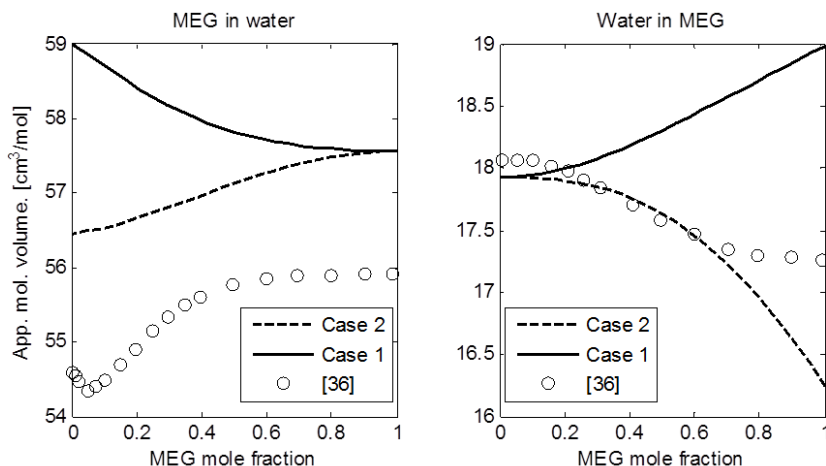 MEG in water
App. mol. volume. [cm³/mol]
59
58
57
56
55
54
0 0.2 0.4 0.6 0.8 1
MEG mole fraction
Case 2
Case 1
[36]
Water in MEG
19
18.5
18
17.5
17
16.5
16
0 0.2 0.4 0.6 0.8 1
MEG mole fraction
Case 2
Case 1
[36]